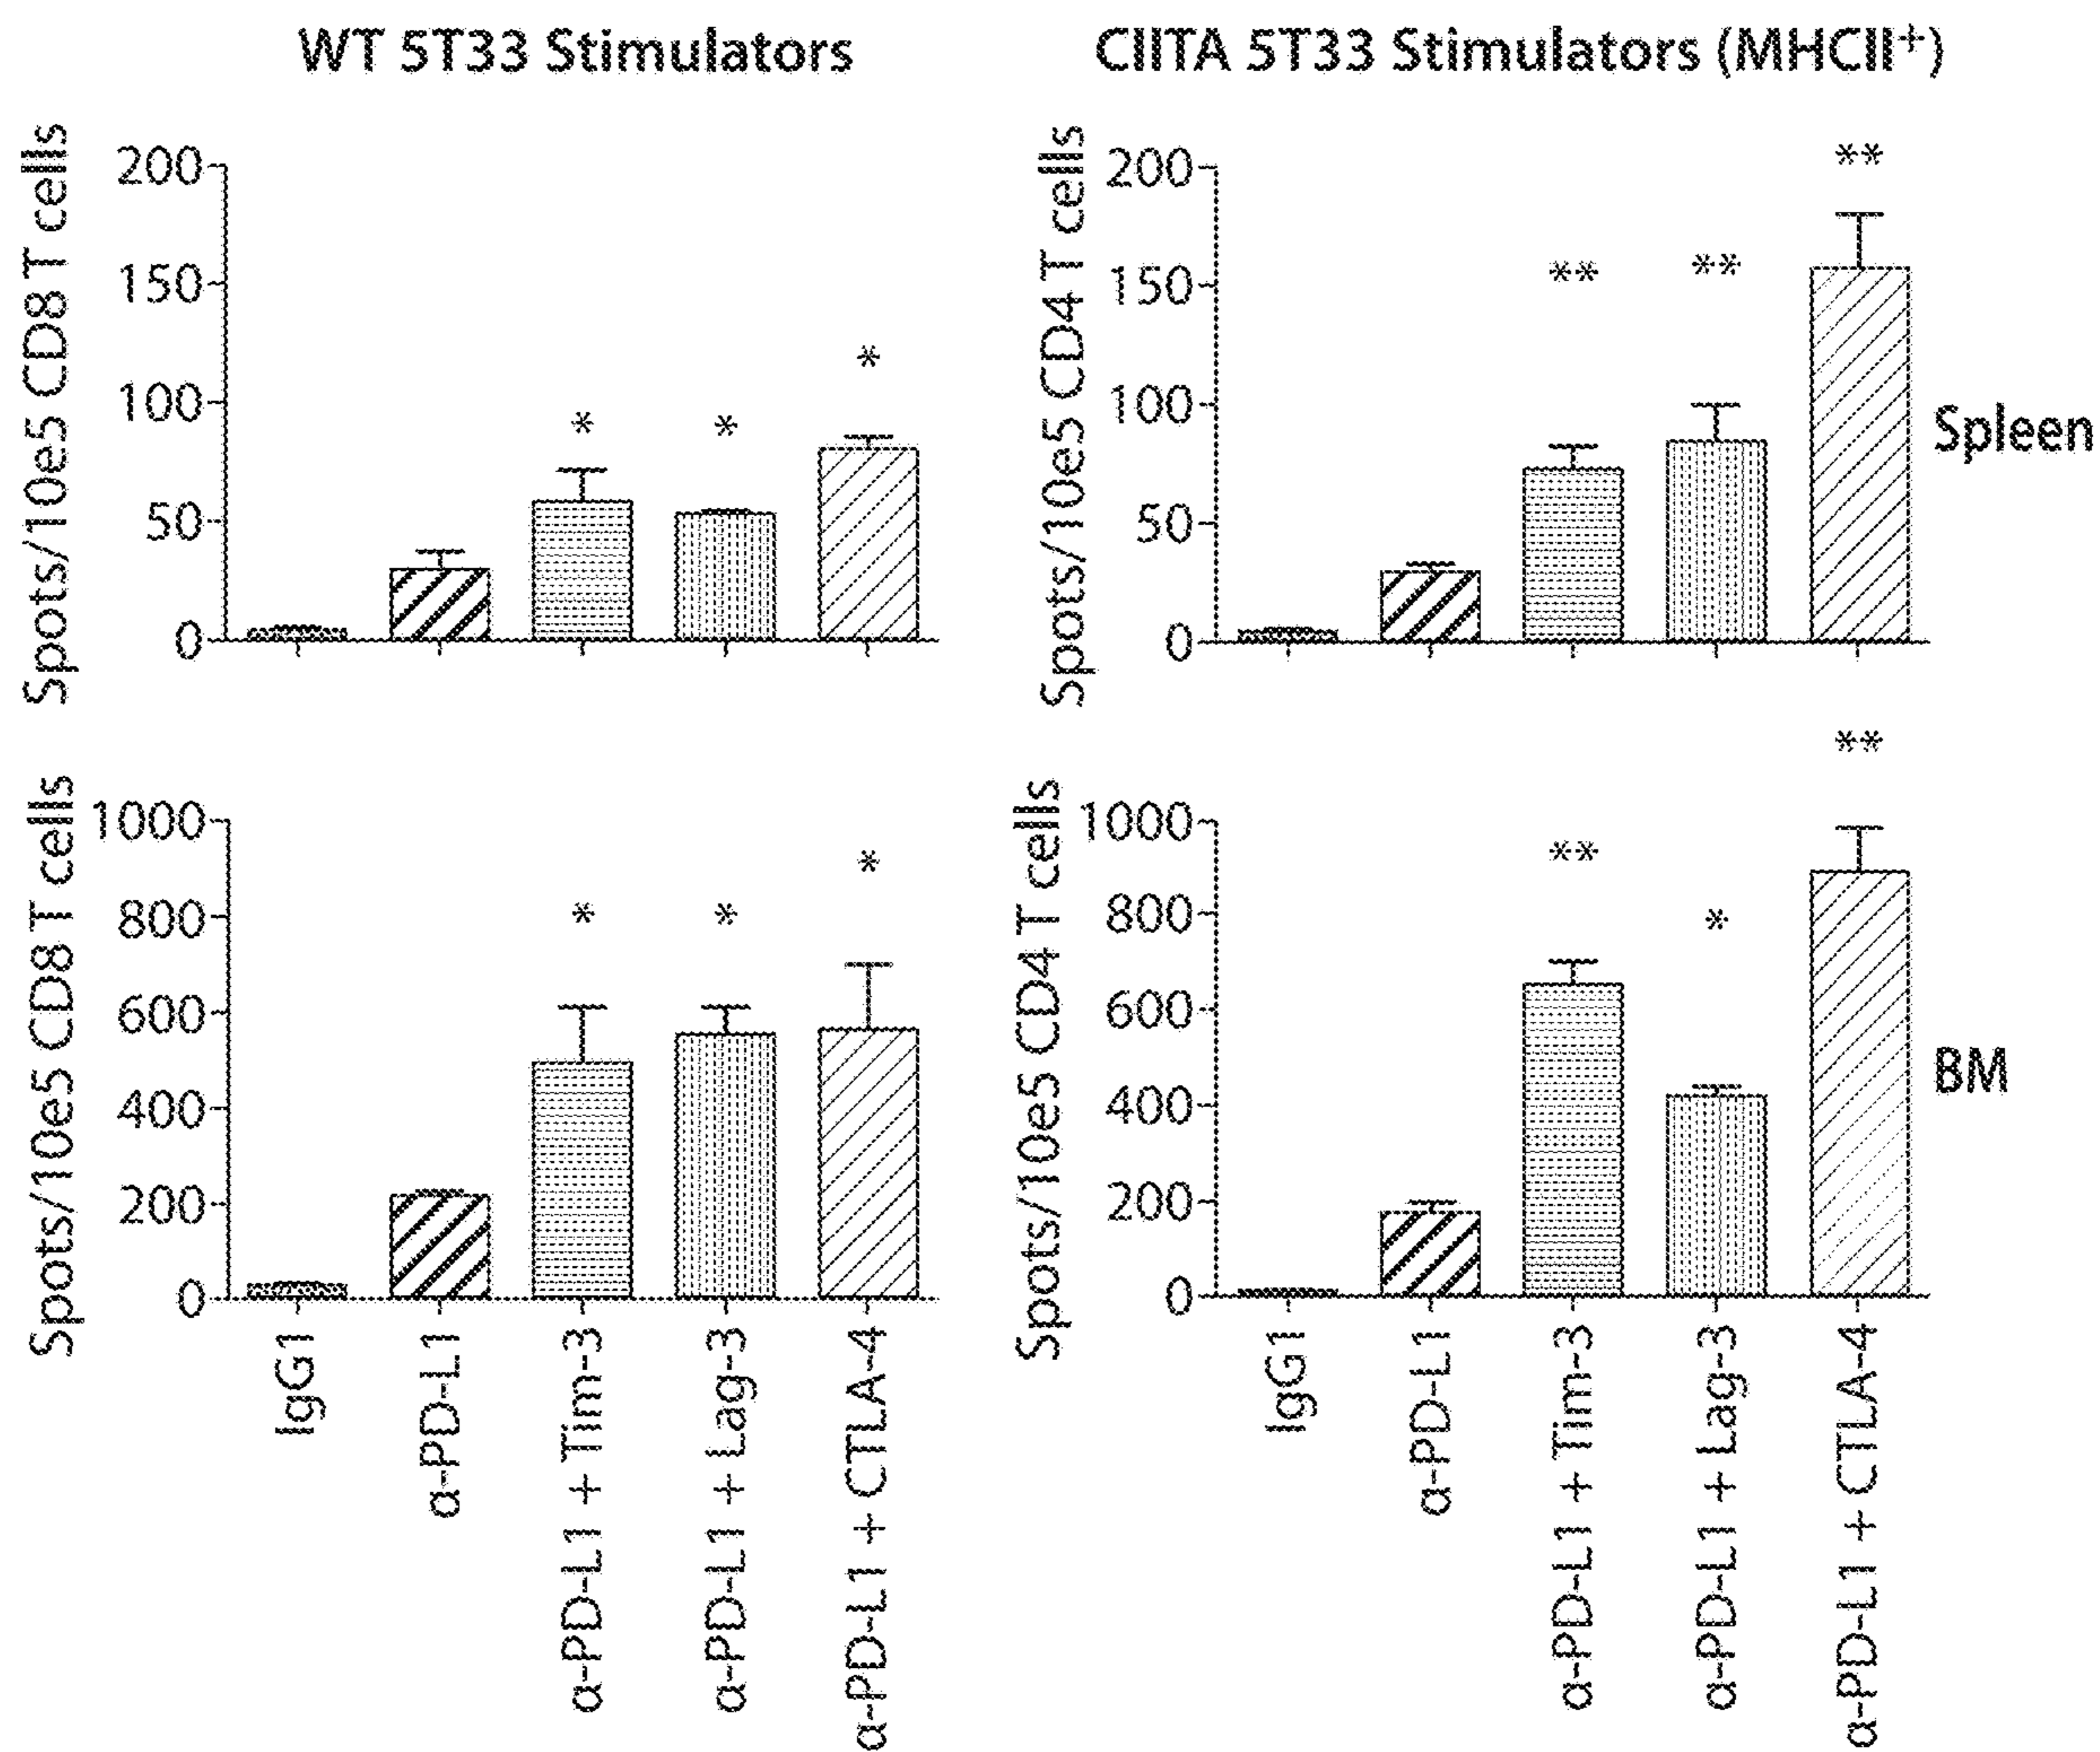 WT 5T33 Stimulators
CIITA 5T33 Stimulators (MHCII+)
Spots/10e5 CD8 T cells
200
150
100
50
0
*
*
*
Spots/10e5 CD4 T cells
200
150
100
50
0
**
**
**
Spleen
Spots/10e5 CD8 T cells
1000
800
600
400
200
0
*
*
*
IgG1
α-PD-L1
α-PD-L1 + Tim-3
α-PD-L1 + Lag-3
α-PD-L1 + CTLA-4
Spots/10e5 CD4 T cells
1000
800
600
400
200
0
**
*
**
BM
IgG1
α-PD-L1
α-PD-L1 + Tim-3
α-PD-L1 + Lag-3
α-PD-L1 + CTLA-4